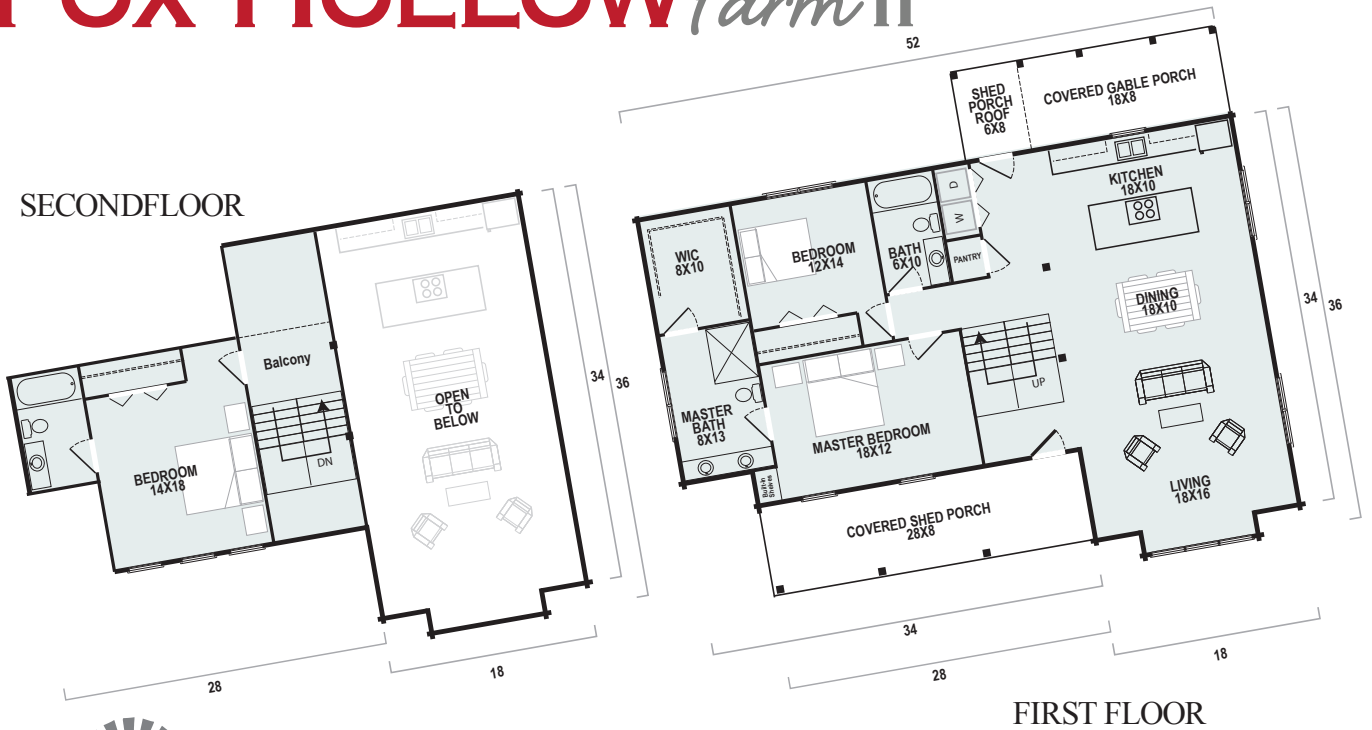 FOX HOLLOW farm II
52
SHED
PORCH
ROOF
6X8
COVERED GABLE PORCH
18X8
SECONDFLOOR
KITCHEN
18X10
D
W
WIC
8X10
BEDROOM
12X14
BATH
6X10
PANTRY
DINING
18X10
34
36
Balcony
OPEN
TO
BELOW
34
36
UP
MASTER
BATH
8X13
MASTER BEDROOM
18X12
DN
BEDROOM
14X18
Built-in
Shelves
LIVING
18X16
COVERED SHED PORCH
28X8
34
18
28
18
28
FIRST FLOOR